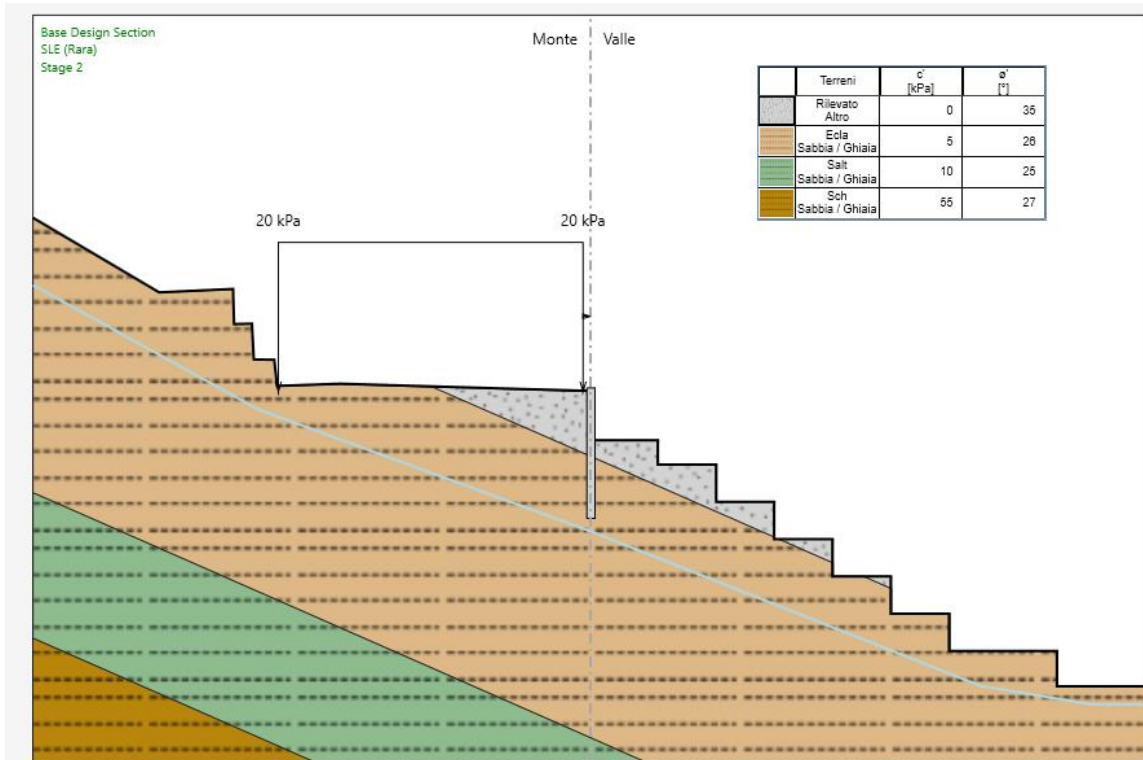 Base Design Section
SLE (Rara)
Stage 2
Monte Valle
Terreni c' ø'
[kPa] [°]
Rilevato
Altro 0 35
Ecla
Sabbia / Ghiaia 5 26
Salt
Sabbia / Ghiaia 10 25
Sch
Sabbia / Ghiaia 55 27
20 kPa 20 kPa